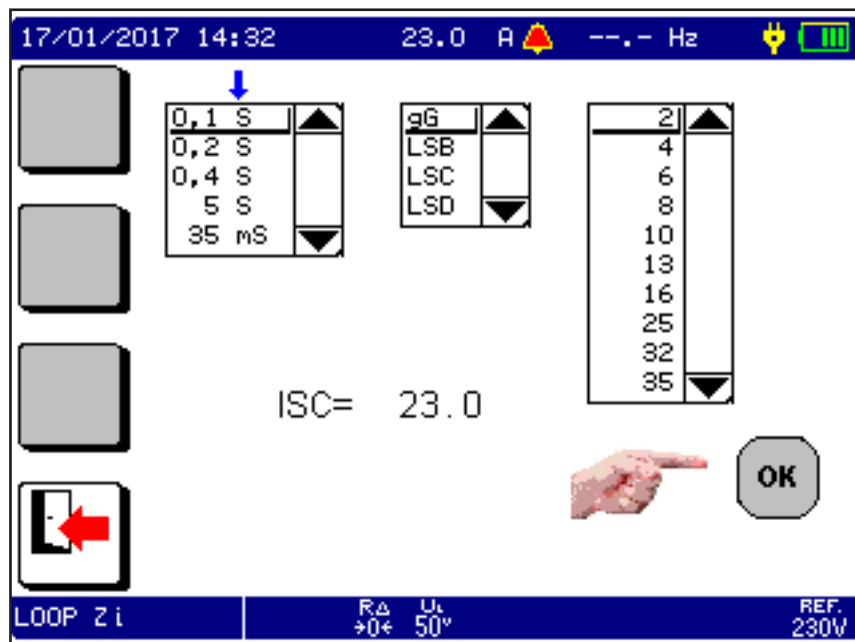 17/01/2017 14:32 23.0 A --.- Hz
0,1 S
0,2 S
0,4 S
5 S
35 mS
gG
LSB
LSC
LSD
2
4
6
8
10
13
16
25
32
35
ISC= 23.0
OK
LOOP Zi
RΔ
→0←
UL
50V
REF.
230V